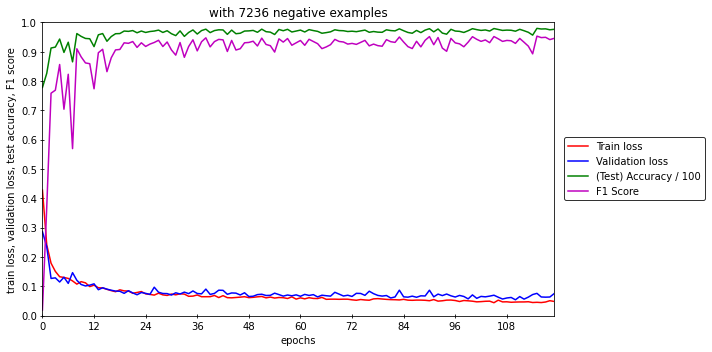 with 7236 negative examples
train loss, validation loss, test accuracy, F1 score
1.0
0.9
0.8
0.7
0.6
0.5
0.4
0.3
0.2
0.1
0.0
0 12 24 36 48 60 72 84 96 108
epochs
Train loss
Validation loss
(Test) Accuracy / 100
F1 Score